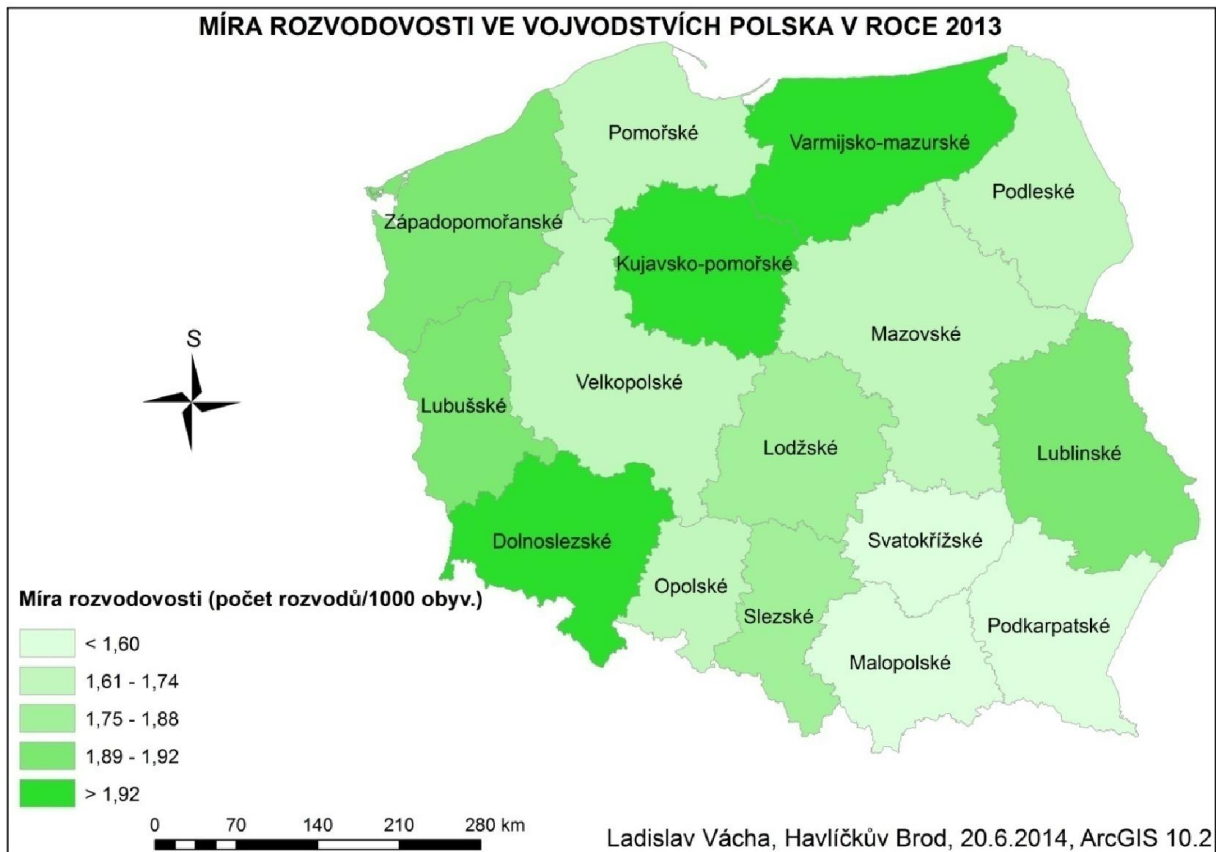 MÍRA ROZVODOVOSTI VE VOJVODSTVÍCH POLSKA V ROCE 2013
Pomořské
Varmijsko-mazurské
Podleské
Západopomořanské
Kujavsko-pomořské
Mazovské
S
Velkopolské
Lubušské
Lodžské
Lublinské
Dolnoslezské
Svatokřížské
Opolské
Slezské
Podkarpatské
Malopolské
Míra rozvodovosti (počet rozvodů/1000 obyv.)
< 1,60
1,61 - 1,74
1,75 - 1,88
1,89 - 1,92
> 1,92
0 70 140 210 280 km
Ladislav Vácha, Havlíčkův Brod, 20.6.2014, ArcGIS 10.2